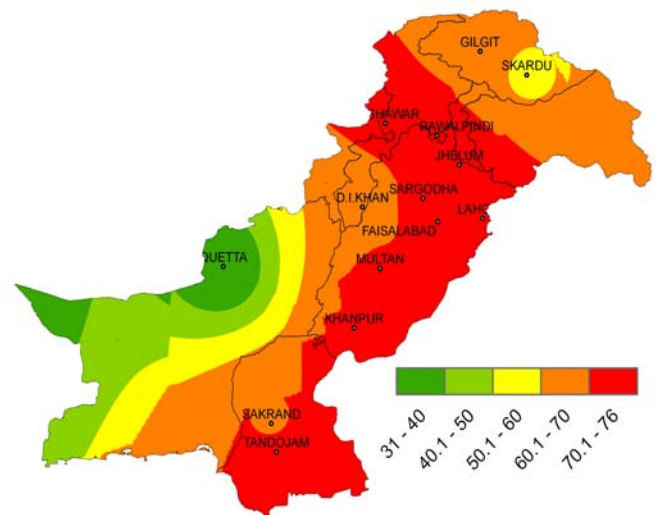 GILGIT
SKARDU
HAWAR
RAWALPINDI
JHELUM
SARGODHA
D.I.KHAN
LAHO
FAISALABAD
QUETTA
MULTAN
KHANPUR
SAKRAND
TANDOJAM
31 - 40
40.1 - 50
50.1 - 60
60.1 - 70
70.1 - 76